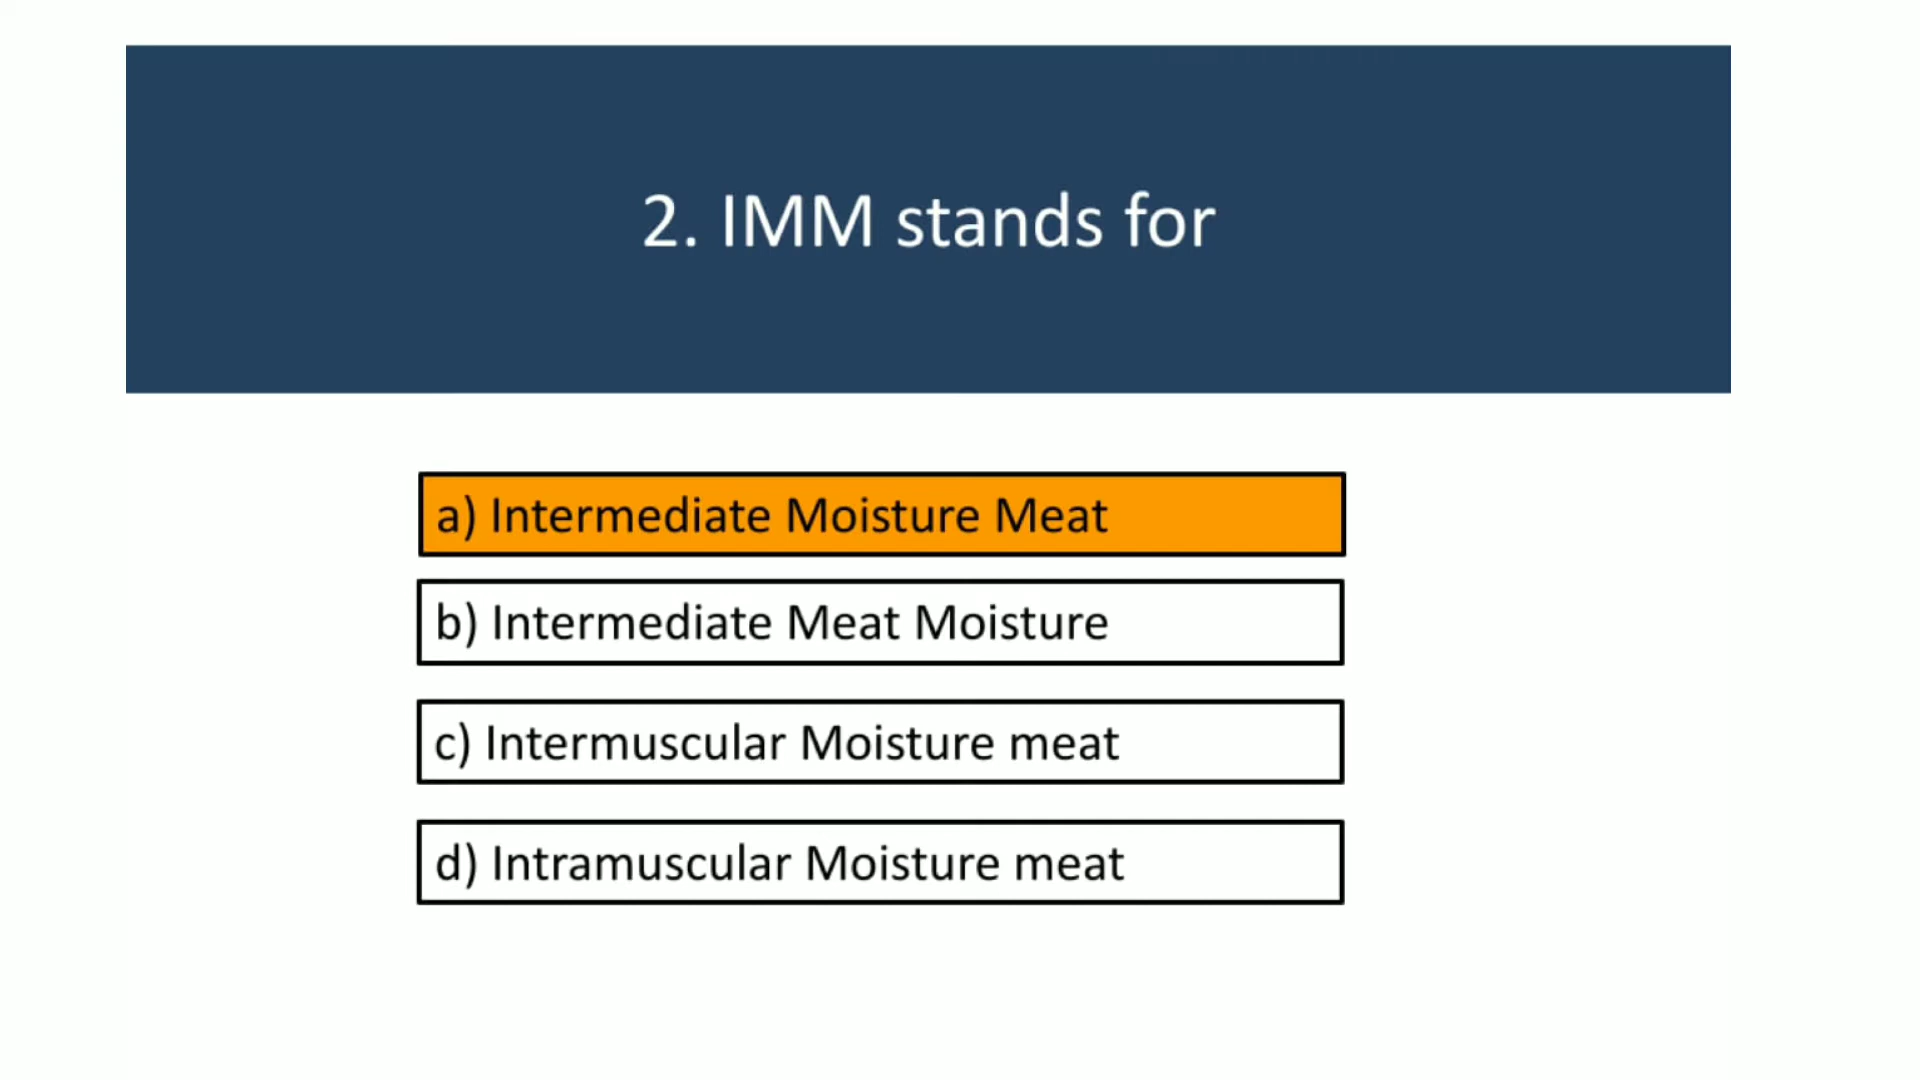 2. IMM stands for
a) Intermediate Moisture Meat
b) Intermediate Meat Moisture
c) Intermuscular Moisture meat
d) Intramuscular Moisture meat